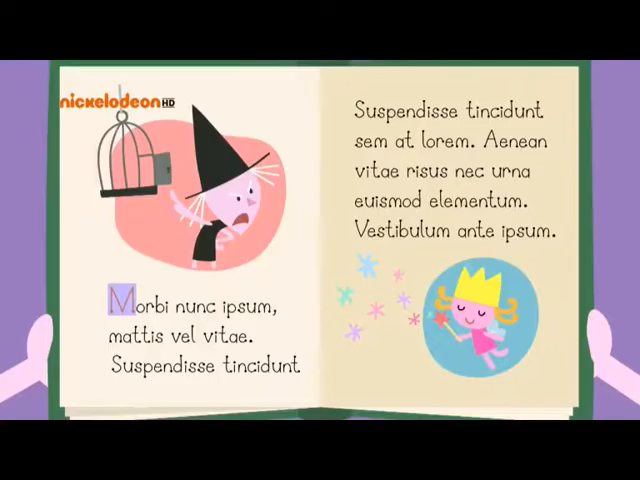 nickelodeon HD
Morbi nunc ipsum,
mattis vel vitae.
Suspendisse tincidunt
Suspendisse tincidunt
sem at lorem. Aenean
vitae risus nec urna
euismod elementum.
Vestibulum ante ipsum.